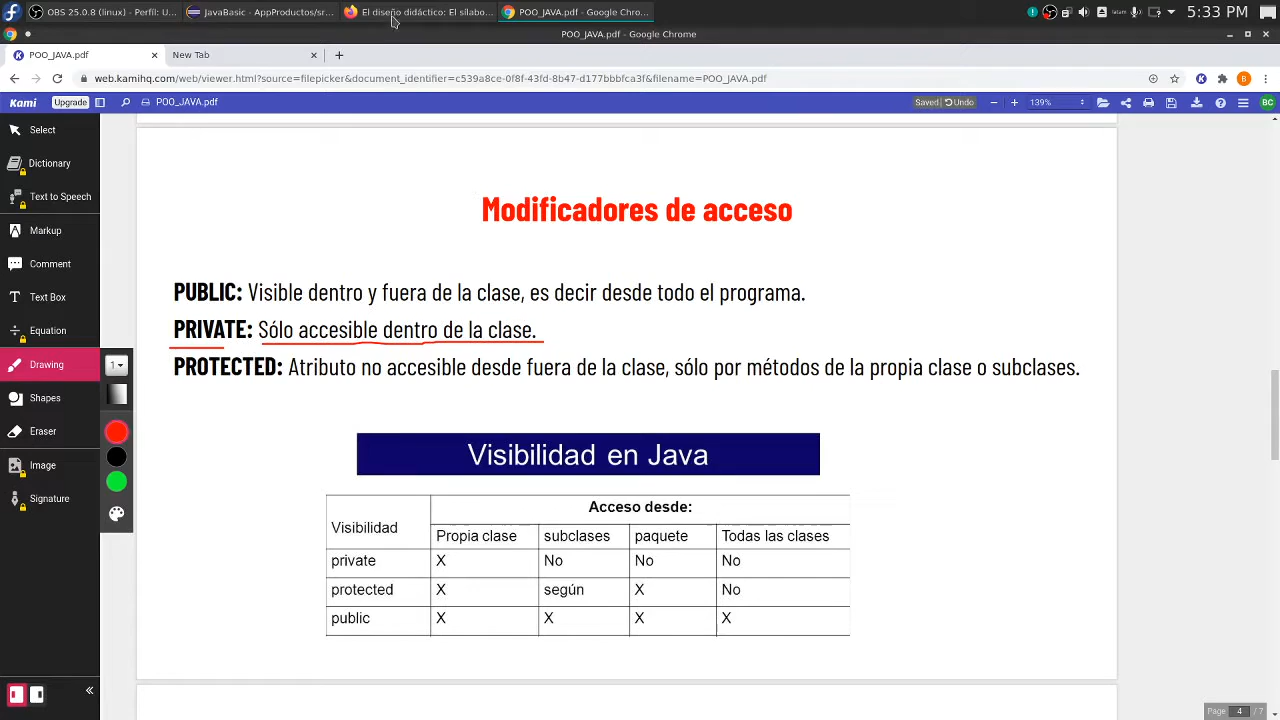 OBS 25.0.8 (linux) - Perfil: U...
JavaBasic - AppProductos/sr...
El diseño didáctico: El sílabo...
POO_JAVA.pdf - Google Chro...
latam
5:33 PM
POO_JAVA.pdf - Google Chrome
POO_JAVA.pdf
New Tab
web.kamihq.com/web/viewer.html?source=filepicker&document_identifier=c539a8ce-0f8f-43fd-8b47-d177bbbfca3f&filename=POO_JAVA.pdf
B
Kami
Upgrade
POO_JAVA.pdf
Saved
Undo
139%
BC
Select
Dictionary
Text to Speech
Markup
Comment
Text Box
Equation
Drawing
1
Shapes
Eraser
Image
Signature
Modificadores de acceso
PUBLIC: Visible dentro y fuera de la clase, es decir desde todo el programa.
PRIVATE: Sólo accesible dentro de la clase.
PROTECTED: Atributo no accesible desde fuera de la clase, sólo por métodos de la propia clase o subclases.
Visibilidad en Java
Visibilidad
Acceso desde:
Propia clase subclases paquete Todas las clases
private X No No No
protected X según X No
public X X X X
Page 4 / 7